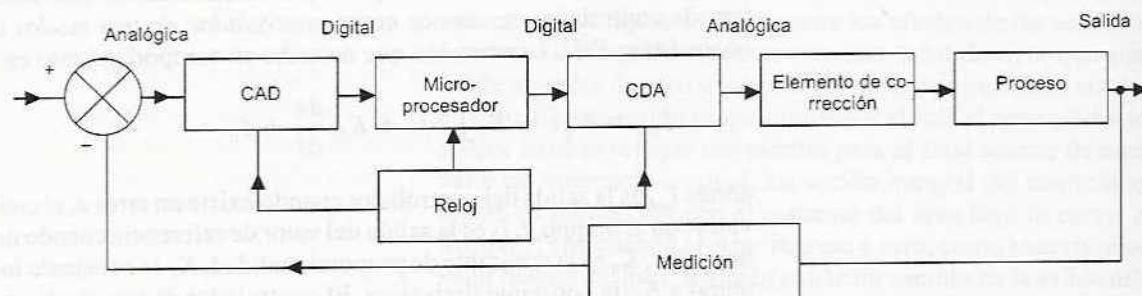 Analógica
Digital
Digital
Analógica
Salida
+
−
CAD
Micro-
procesador
CDA
Elemento de co-
rrección
Proceso
Reloj
Medición